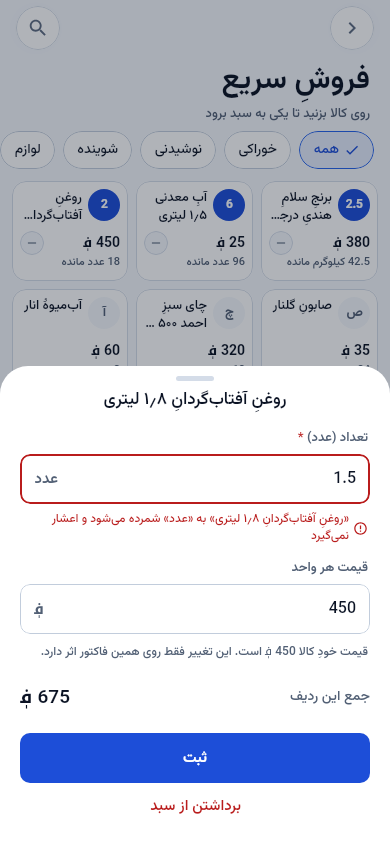 فروشِ سریع
روی کالا بزنید تا یکی به سبد برود
همه
خوراکی
نوشیدنی
شوینده
لوازم
2.5
برنجِ سلامِ هندیِ درج...
380 ؋
42.5 کیلوگرم مانده
6
آبِ معدنی ۱٫۵ لیتری
25 ؋
96 عدد مانده
2
روغنِ آفتاب‌گردا...
450 ؋
18 عدد مانده
ص
صابونِ گلنار
35 ؋
چ
چای سبزِ احمد ۵۰۰ ...
320 ؋
آ
آب‌میوهٔ انار
60 ؋
روغنِ آفتاب‌گردانِ ۱٫۸ لیتری
تعداد (عدد) *
1.5
عدد
«روغنِ آفتاب‌گردانِ ۱٫۸ لیتری» به «عدد» شمرده می‌شود و اعشار
نمی‌گیرد
قیمت هر واحد
450
؋
قیمت خودِ کالا 450 ؋ است. این تغییر فقط روی همین فاکتور اثر دارد.
جمع این ردیف
675 ؋
ثبت
برداشتن از سبد